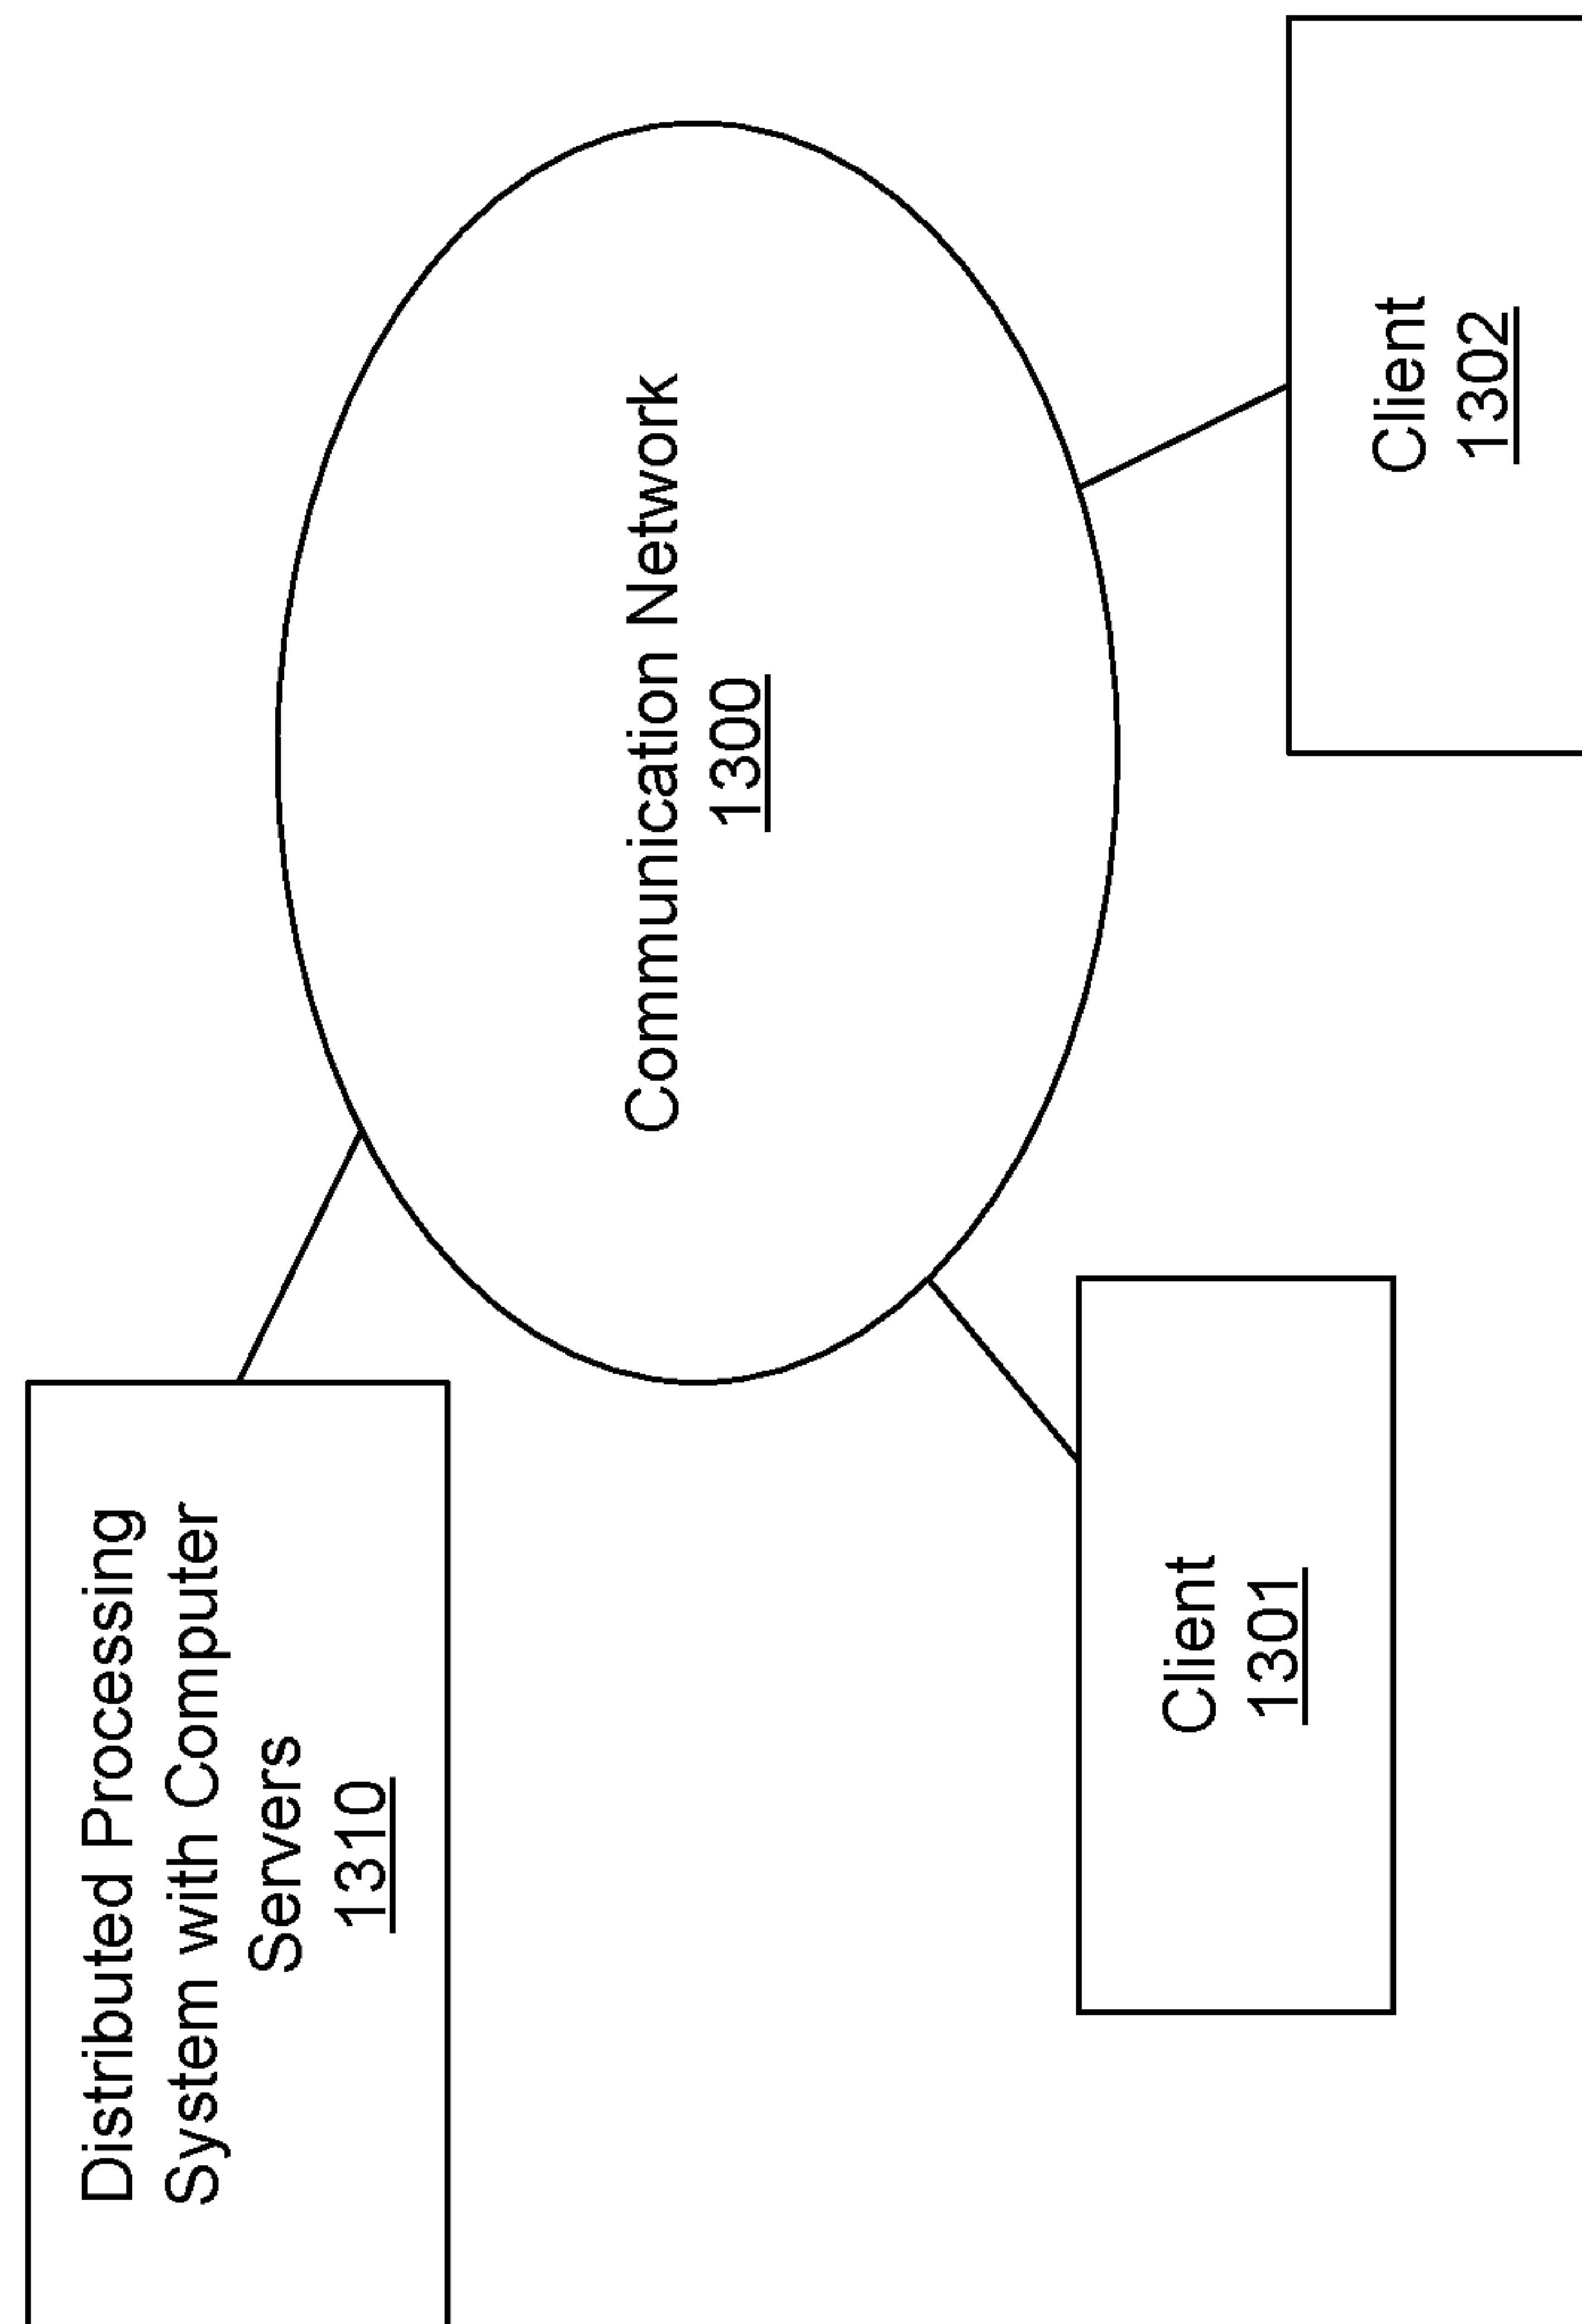 Distributed Processing
System with Computer
Servers
1310
Communication Network
1300
Client
1301
Client
1302